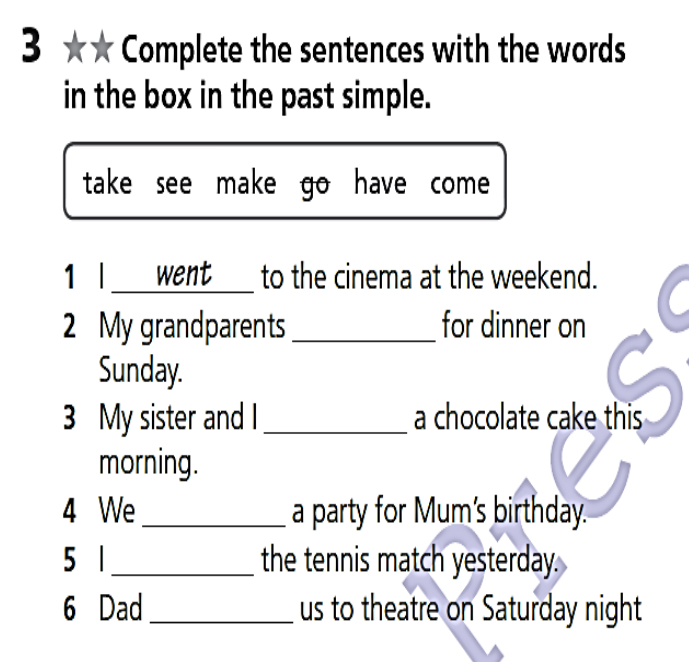 3 ★★ Complete the sentences with the words
in the box in the past simple.
take see make go have come
1 I went to the cinema at the weekend.
2 My grandparents __________ for dinner on
Sunday.
3 My sister and I __________ a chocolate cake this
morning.
4 We __________ a party for Mum's birthday.
5 I __________ the tennis match yesterday.
6 Dad __________ us to theatre on Saturday night
Press